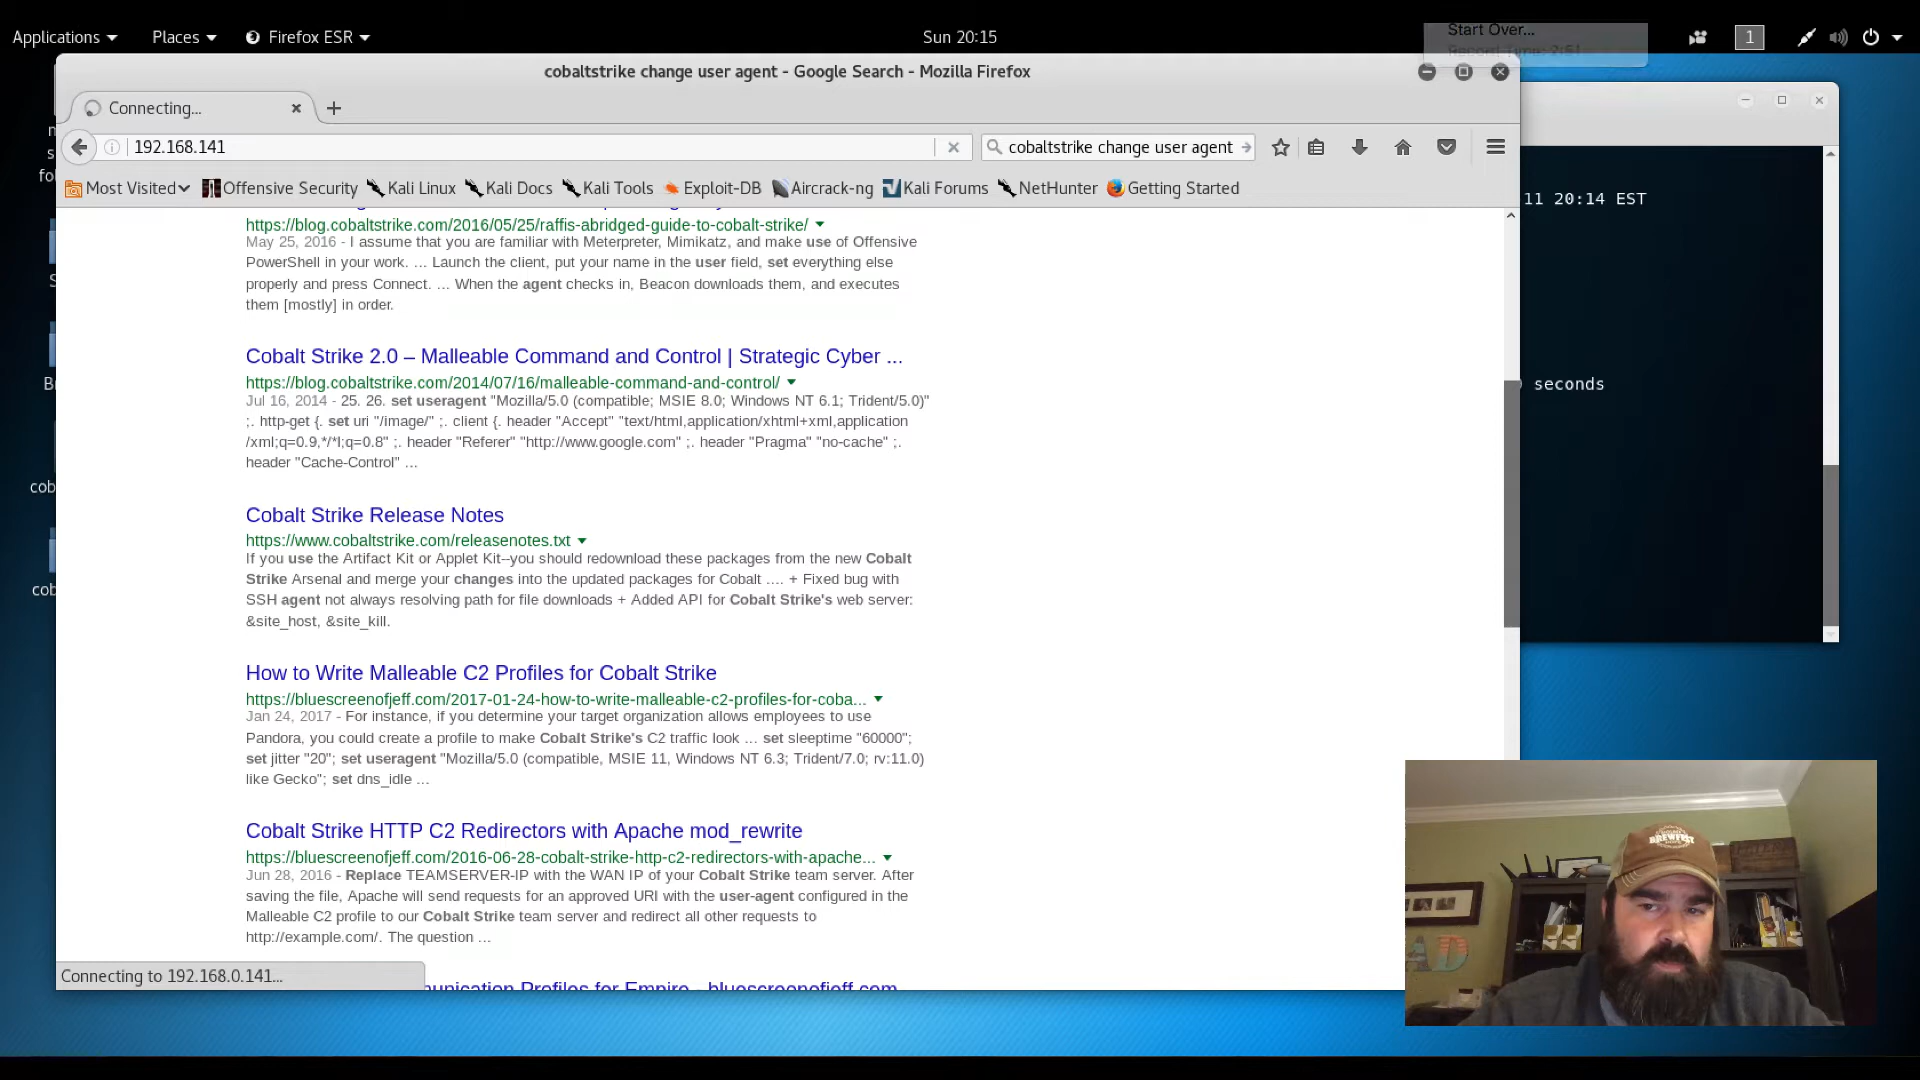 Applications
Places
Firefox ESR
Sun 20:15
Start Over...
1
cobaltstrike change user agent - Google Search - Mozilla Firefox
Connecting...
192.168.141
cobaltstrike change user agent
Most Visited
Offensive Security
Kali Linux
Kali Docs
Kali Tools
Exploit-DB
Aircrack-ng
Kali Forums
NetHunter
Getting Started
https://blog.cobaltstrike.com/2016/05/25/raffis-abridged-guide-to-cobalt-strike/
May 25, 2016 - I assume that you are familiar with Meterpreter, Mimikatz, and make use of Offensive
PowerShell in your work. ... Launch the client, put your name in the user field, set everything else
properly and press Connect. ... When the agent checks in, Beacon downloads them, and executes
them [mostly] in order.
Cobalt Strike 2.0 – Malleable Command and Control | Strategic Cyber ...
https://blog.cobaltstrike.com/2014/07/16/malleable-command-and-control/
Jul 16, 2014 - 25. 26. set useragent "Mozilla/5.0 (compatible; MSIE 8.0; Windows NT 6.1; Trident/5.0)"
;. http-get {. set uri "/image/" ;. client {. header "Accept" "text/html,application/xhtml+xml,application
/xml;q=0.9,*/*l;q=0.8" ;. header "Referer" "http://www.google.com" ;. header "Pragma" "no-cache" ;.
header "Cache-Control" ...
Cobalt Strike Release Notes
https://www.cobaltstrike.com/releasenotes.txt
If you use the Artifact Kit or Applet Kit--you should redownload these packages from the new Cobalt
Strike Arsenal and merge your changes into the updated packages for Cobalt .... + Fixed bug with
SSH agent not always resolving path for file downloads + Added API for Cobalt Strike's web server:
&site_host, &site_kill.
How to Write Malleable C2 Profiles for Cobalt Strike
https://bluescreenofjeff.com/2017-01-24-how-to-write-malleable-c2-profiles-for-coba...
Jan 24, 2017 - For instance, if you determine your target organization allows employees to use
Pandora, you could create a profile to make Cobalt Strike's C2 traffic look ... set sleeptime "60000";
set jitter "20"; set useragent "Mozilla/5.0 (compatible, MSIE 11, Windows NT 6.3; Trident/7.0; rv:11.0)
like Gecko"; set dns_idle ...
Cobalt Strike HTTP C2 Redirectors with Apache mod_rewrite
https://bluescreenofjeff.com/2016-06-28-cobalt-strike-http-c2-redirectors-with-apache...
Jun 28, 2016 - Replace TEAMSERVER-IP with the WAN IP of your Cobalt Strike team server. After
saving the file, Apache will send requests for an approved URI with the user-agent configured in the
Malleable C2 profile to our Cobalt Strike team server and redirect all other requests to
http://example.com/. The question ...
munication Profiles for Empire - bluescreenofjeff.com
Connecting to 192.168.0.141...
11 20:14 EST
seconds
cob
cob
BREWFEST